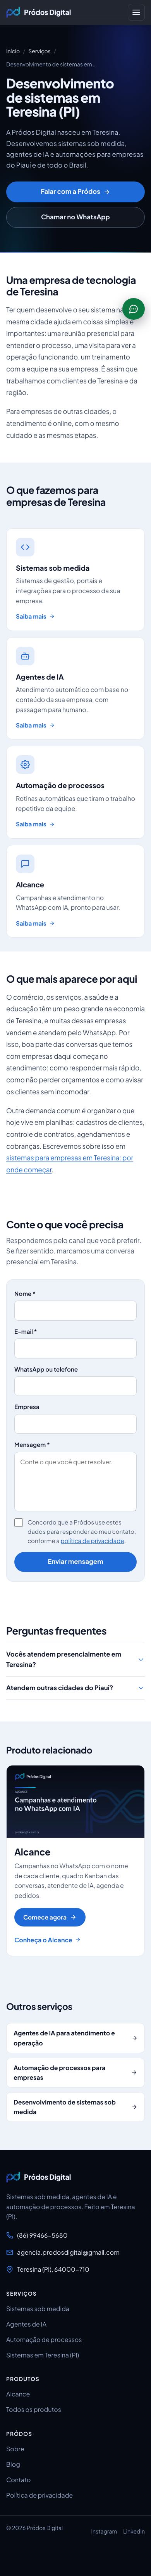 Pródos Digital
Início / Serviços /
Desenvolvimento de sistemas em ...
Desenvolvimento
de sistemas em
Teresina (PI)
A Pródos Digital nasceu em Teresina.
Desenvolvemos sistemas sob medida,
agentes de IA e automações para empresas
do Piauí e de todo o Brasil.
Falar com a Pródos →
Chamar no WhatsApp
Uma empresa de tecnologia
de Teresina
Ter quem desenvolve o seu sistema na
mesma cidade ajuda em coisas simples e
importantes: uma reunião presencial para
entender o processo, uma visita para ver a
operação funcionando, um treinamento
com a equipe na sua empresa. É assim que
trabalhamos com clientes de Teresina e da
região.
Para empresas de outras cidades, o
atendimento é online, com o mesmo
cuidado e as mesmas etapas.
O que fazemos para
empresas de Teresina
Sistemas sob medida
Sistemas de gestão, portais e
integrações para o processo da sua
empresa.
Saiba mais →
Agentes de IA
Atendimento automático com base no
conteúdo da sua empresa, com
passagem para humano.
Saiba mais →
Automação de processos
Rotinas automáticas que tiram o trabalho
repetitivo da equipe.
Saiba mais →
Alcance
Campanhas e atendimento no
WhatsApp com IA, pronto para usar.
Saiba mais →
O que mais aparece por aqui
O comércio, os serviços, a saúde e a
educação têm um peso grande na economia
de Teresina, e muitas dessas empresas
vendem e atendem pelo WhatsApp. Por
isso, boa parte das conversas que temos
com empresas daqui começa no
atendimento: como responder mais rápido,
como não perder orçamentos e como avisar
os clientes sem incomodar.
Outra demanda comum é organizar o que
hoje vive em planilhas: cadastros de clientes,
controle de contratos, agendamentos e
cobranças. Escrevemos sobre isso em
sistemas para empresas em Teresina: por
onde começar.
Conte o que você precisa
Respondemos pelo canal que você preferir.
Se fizer sentido, marcamos uma conversa
presencial em Teresina.
Nome *
E-mail *
WhatsApp ou telefone
Empresa
Mensagem *
Conte o que você quer resolver.
Concordo que a Pródos use estes
dados para responder ao meu contato,
conforme a política de privacidade.
Enviar mensagem
Perguntas frequentes
Vocês atendem presencialmente em
Teresina?
Atendem outras cidades do Piauí?
Produto relacionado
Pródos Digital
ALCANCE
Campanhas e atendimento
no WhatsApp com IA
Alcance
Campanhas no WhatsApp com o nome
de cada cliente, quadro Kanban das
conversas, atendente de IA, agenda e
pedidos.
Comece agora →
Conheça o Alcance →
Outros serviços
Agentes de IA para atendimento e
operação →
Automação de processos para
empresas →
Desenvolvimento de sistemas sob
medida →
Pródos Digital
Sistemas sob medida, agentes de IA e
automação de processos. Feito em Teresina
(PI).
(86) 99466-5680
agencia.prodosdigital@gmail.com
Teresina (PI), 64000-710
SERVIÇOS
Sistemas sob medida
Agentes de IA
Automação de processos
Sistemas em Teresina (PI)
PRODUTOS
Alcance
Todos os produtos
PRÓDOS
Sobre
Blog
Contato
Política de privacidade
© 2026 Pródos Digital
Instagram LinkedIn